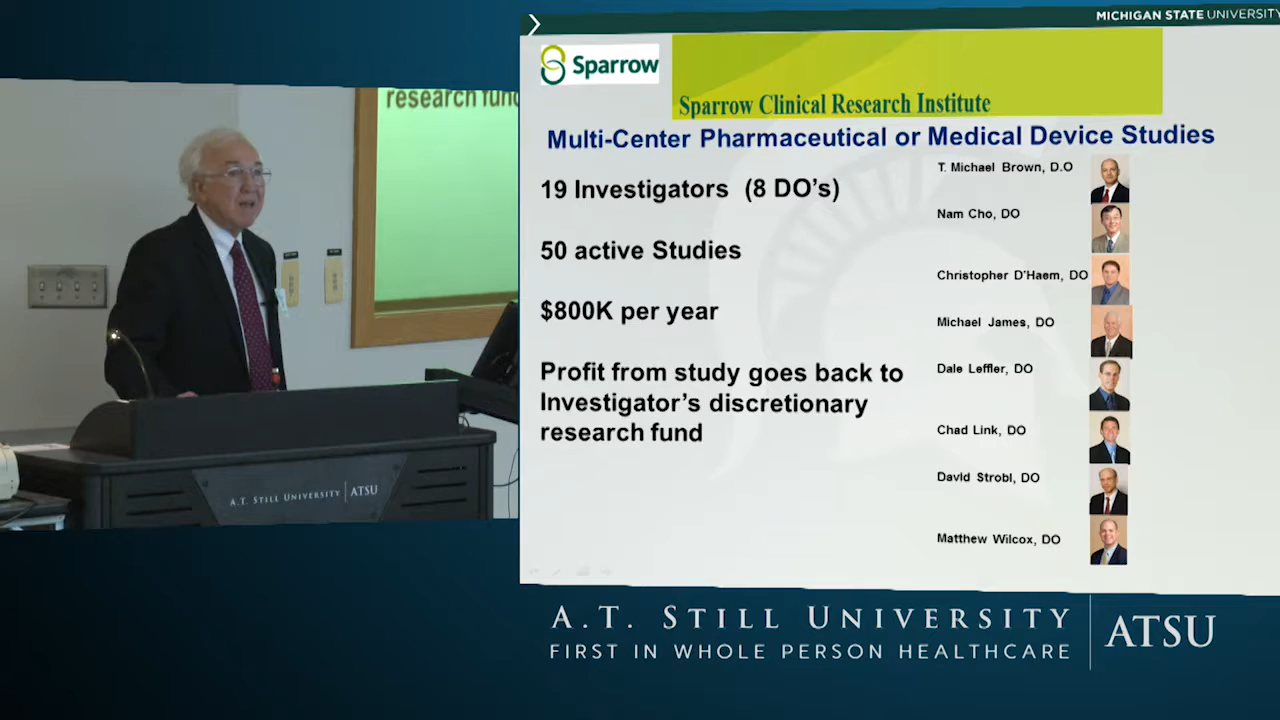 research fund
A.T. STILL UNIVERSITY | ATSU
MICHIGAN STATE UNIVERSITY
Sparrow
Sparrow Clinical Research Institute
Multi-Center Pharmaceutical or Medical Device Studies
19 Investigators (8 DO's)
50 active Studies
$800K per year
Profit from study goes back to
Investigator's discretionary
research fund
T. Michael Brown, D.O
Nam Cho, DO
Christopher D'Haem, DO
Michael James, DO
Dale Leffler, DO
Chad Link, DO
David Strobl, DO
Matthew Wilcox, DO
A.T. STILL UNIVERSITY
FIRST IN WHOLE PERSON HEALTHCARE
ATSU